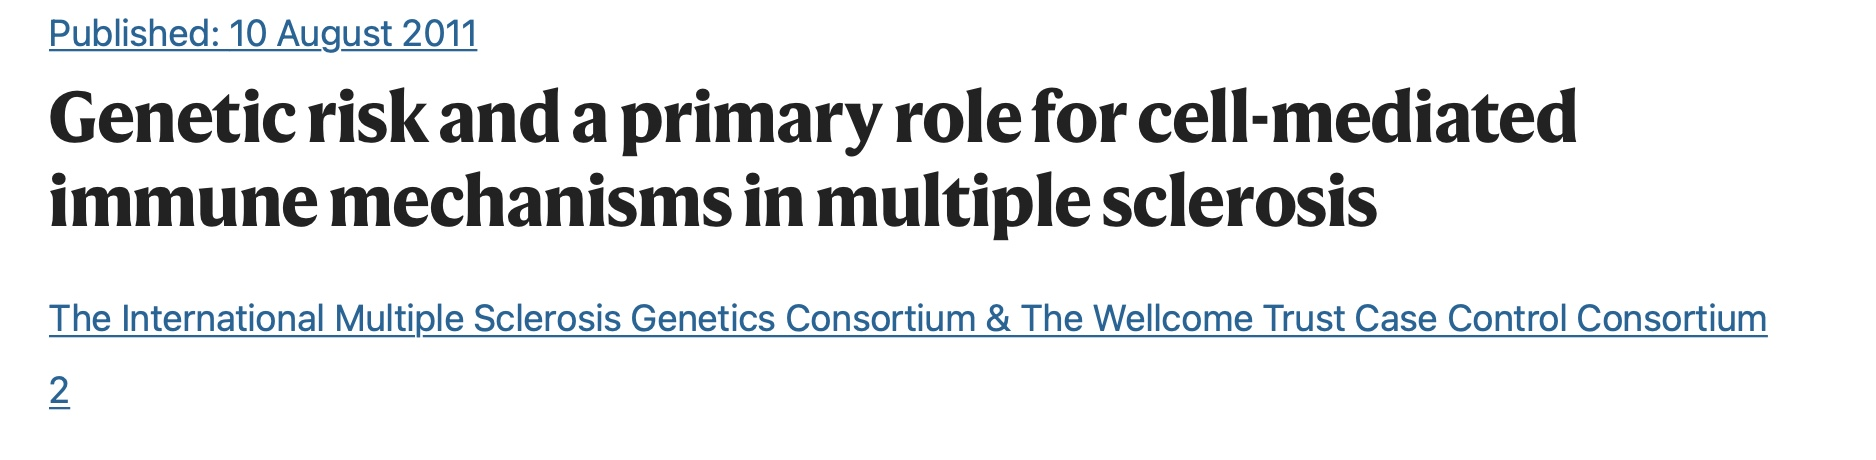 Published: 10 August 2011
Genetic risk and a primary role for cell-mediated
immune mechanisms in multiple sclerosis
The International Multiple Sclerosis Genetics Consortium & The Wellcome Trust Case Control Consortium
2